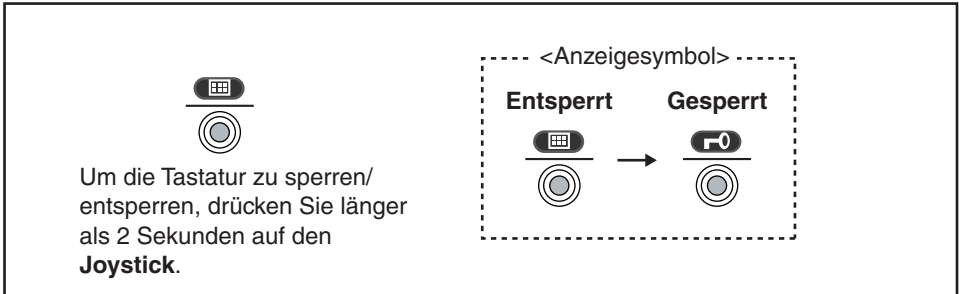 Um die Tastatur zu sperren/
entsperren, drücken Sie länger
als 2 Sekunden auf den
Joystick.
<Anzeigesymbol>
Entsperrt Gesperrt